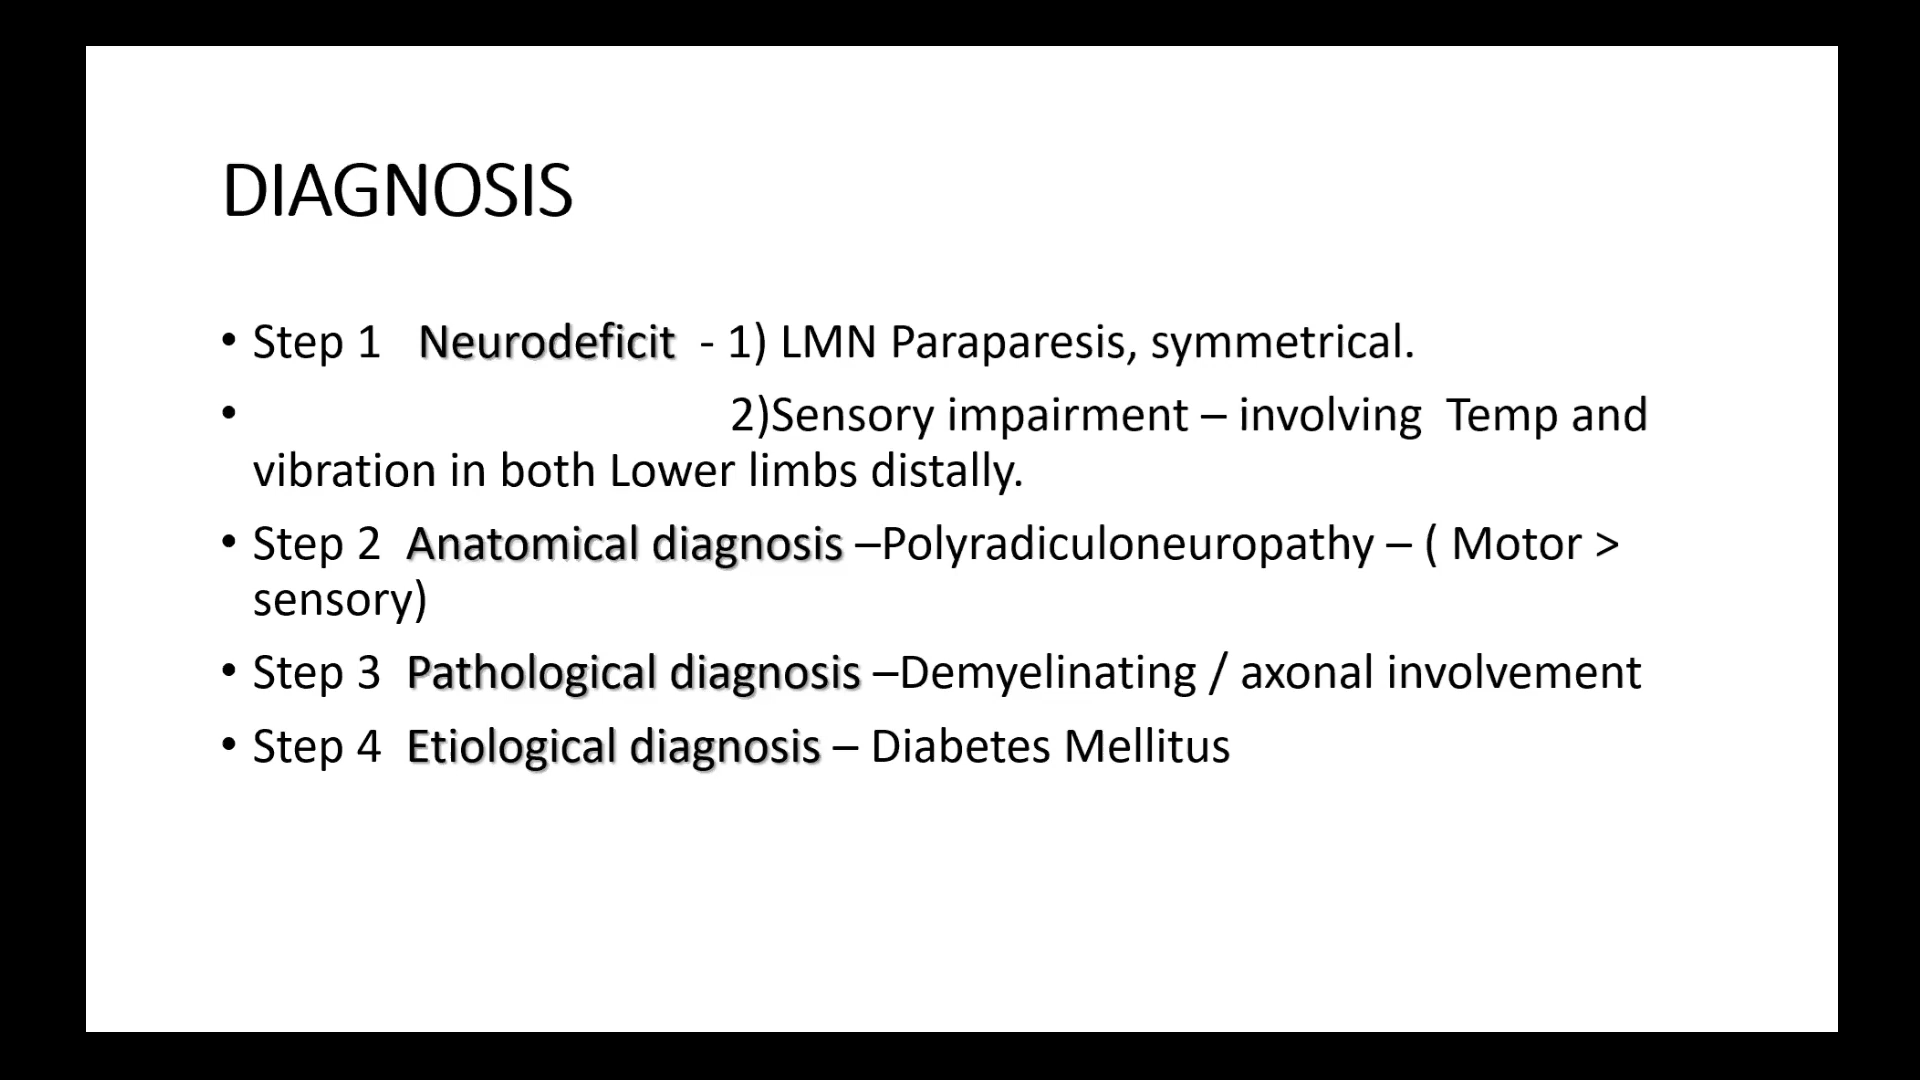 DIAGNOSIS
• Step 1 Neurodeficit - 1) LMN Paraparesis, symmetrical.
• 2)Sensory impairment – involving Temp and
vibration in both Lower limbs distally.
• Step 2 Anatomical diagnosis –Polyradiculoneuropathy – ( Motor >
sensory)
• Step 3 Pathological diagnosis –Demyelinating / axonal involvement
• Step 4 Etiological diagnosis – Diabetes Mellitus